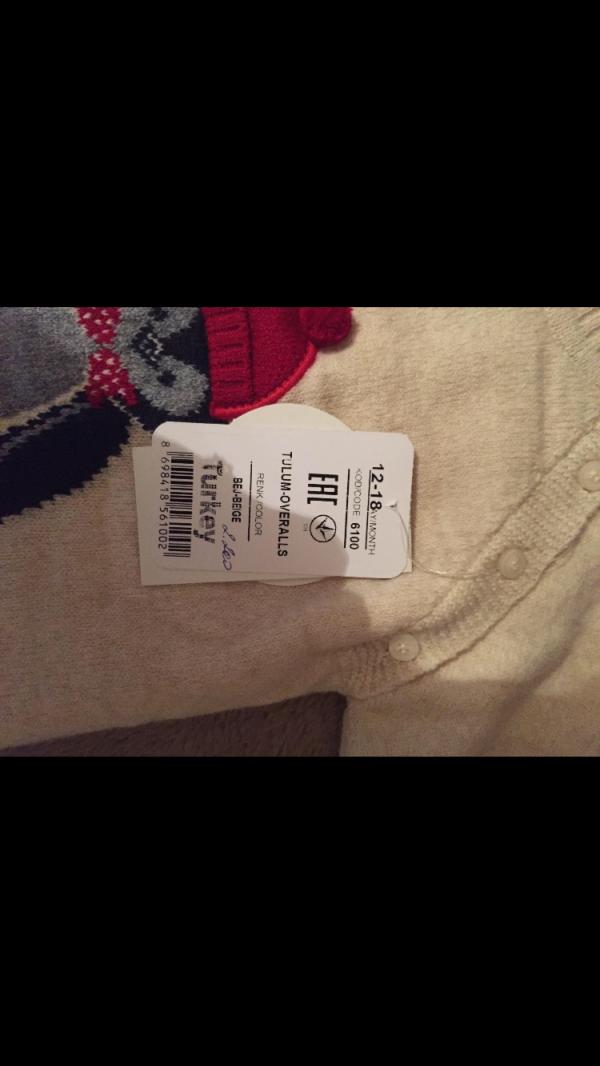 12-18 AY/MONTH
KOD/CODE 6100
EAC
TULUM-OVERALLS
RENK/COLOR
BEJ-BEIGE
Turkey
8 698418 561002